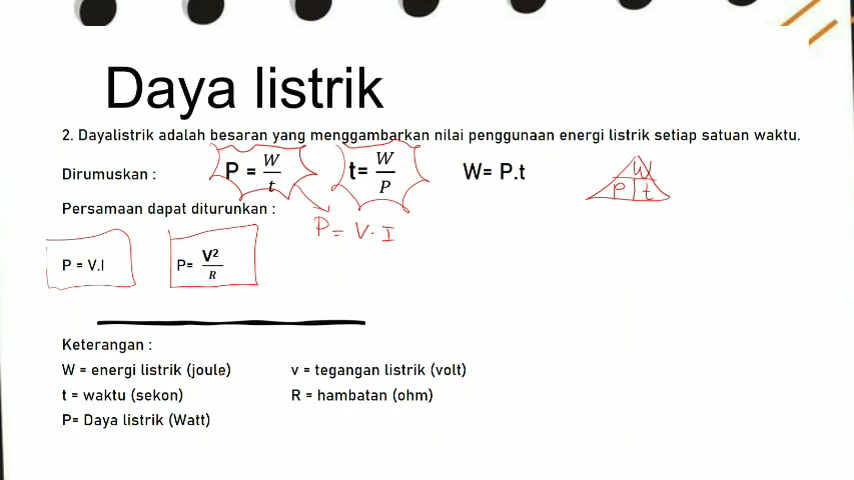 Daya listrik
2. Dayalistrik adalah besaran yang menggambarkan nilai penggunaan energi listrik setiap satuan waktu.
Dirumuskan : P = W/t t= W/P W= P.t
W
P t
Persamaan dapat diturunkan :
P = V.I
P = V.I P= V²/R
Keterangan :
W = energi listrik (joule) v = tegangan listrik (volt)
t = waktu (sekon) R = hambatan (ohm)
P= Daya listrik (Watt)